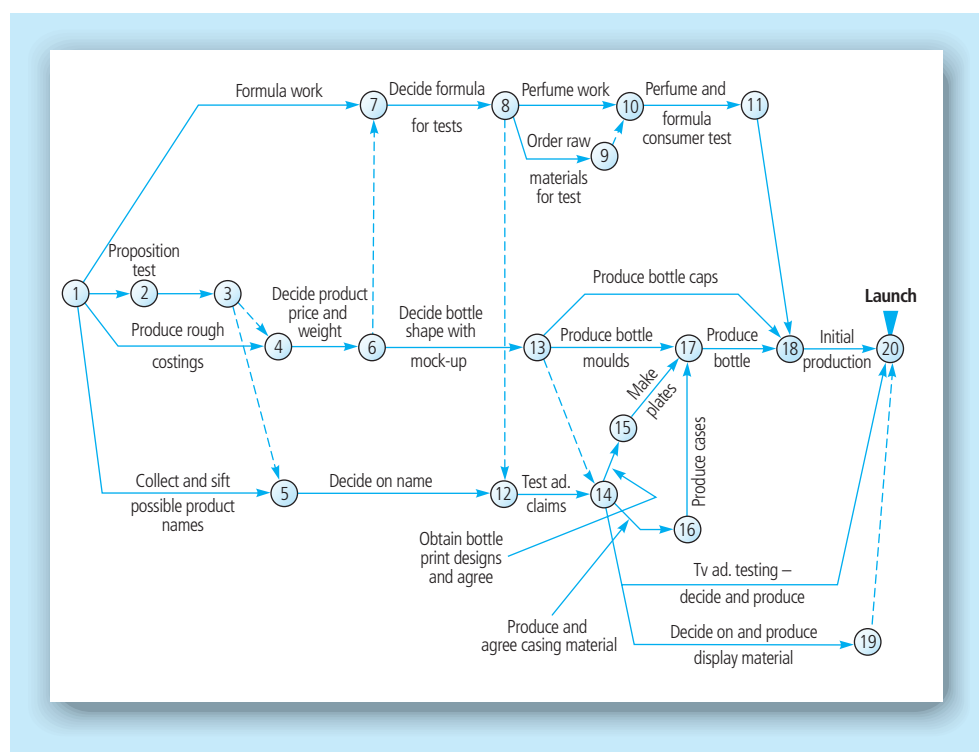 Formula work
7
Decide formula
for tests
8
Perfume work
10
Perfume and
formula
consumer test
11
Order raw
9
materials
for test
Proposition
test
1
2
3
Produce rough
costings
4
Decide product
price and
weight
6
Decide bottle
shape with
mock-up
13
Produce bottle caps
Produce bottle
moulds
17
Produce
bottle
18
Initial
production
Launch
20
Make
plates
15
Produce cases
Collect and sift
possible product
names
5
Decide on name
12
Test ad.
claims
14
16
Obtain bottle
print designs
and agree
Produce and
agree casing material
Tv ad. testing –
decide and produce
Decide on and produce
display material
19